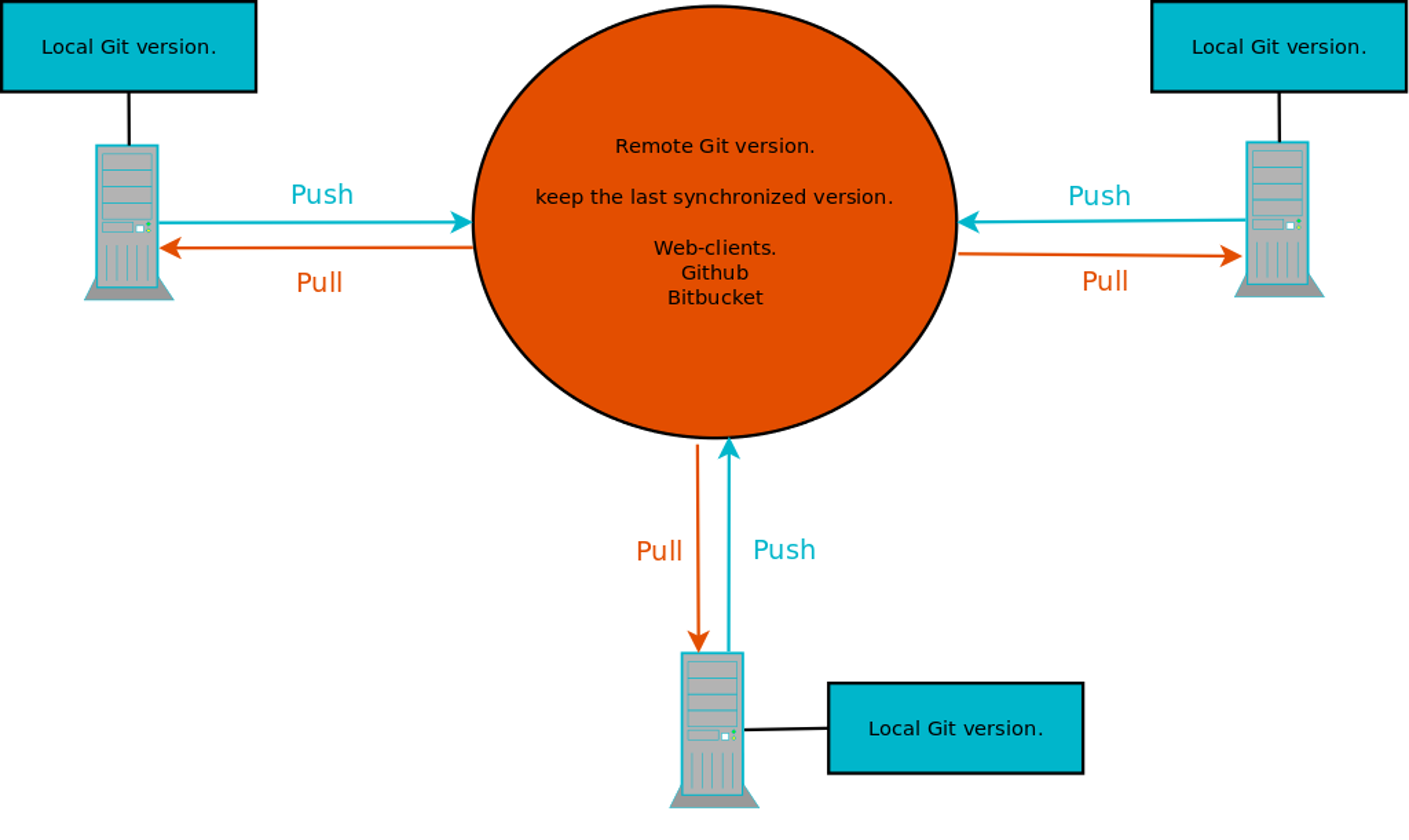 Local Git version.
Local Git version.
Remote Git version.
keep the last synchronized version.
Web-clients.
Github
Bitbucket
Push
Pull
Push
Pull
Pull
Push
Local Git version.